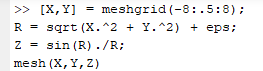 >> [X,Y] = meshgrid(-8:.5:8);
R = sqrt(X.^2 + Y.^2) + eps;
Z = sin(R)./R;
mesh(X,Y,Z)